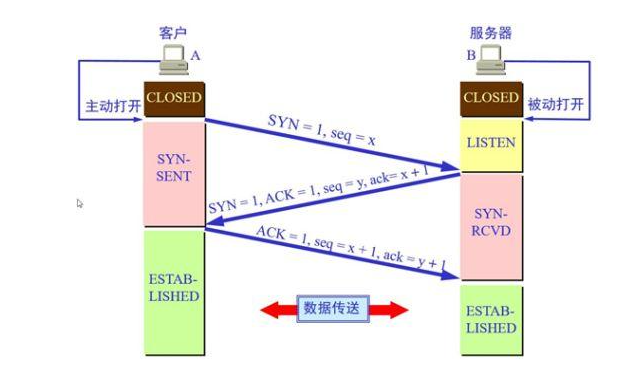 客户
A
服务器
B
CLOSED
CLOSED
主动打开
被动打开
SYN = 1, seq = x
LISTEN
SYN-
SENT
SYN = 1, ACK = 1, seq = y, ack= x + 1
SYN-
RCVD
ACK = 1, seq = x + 1, ack = y + 1
ESTAB-
LISHED
数据传送
ESTAB-
LISHED